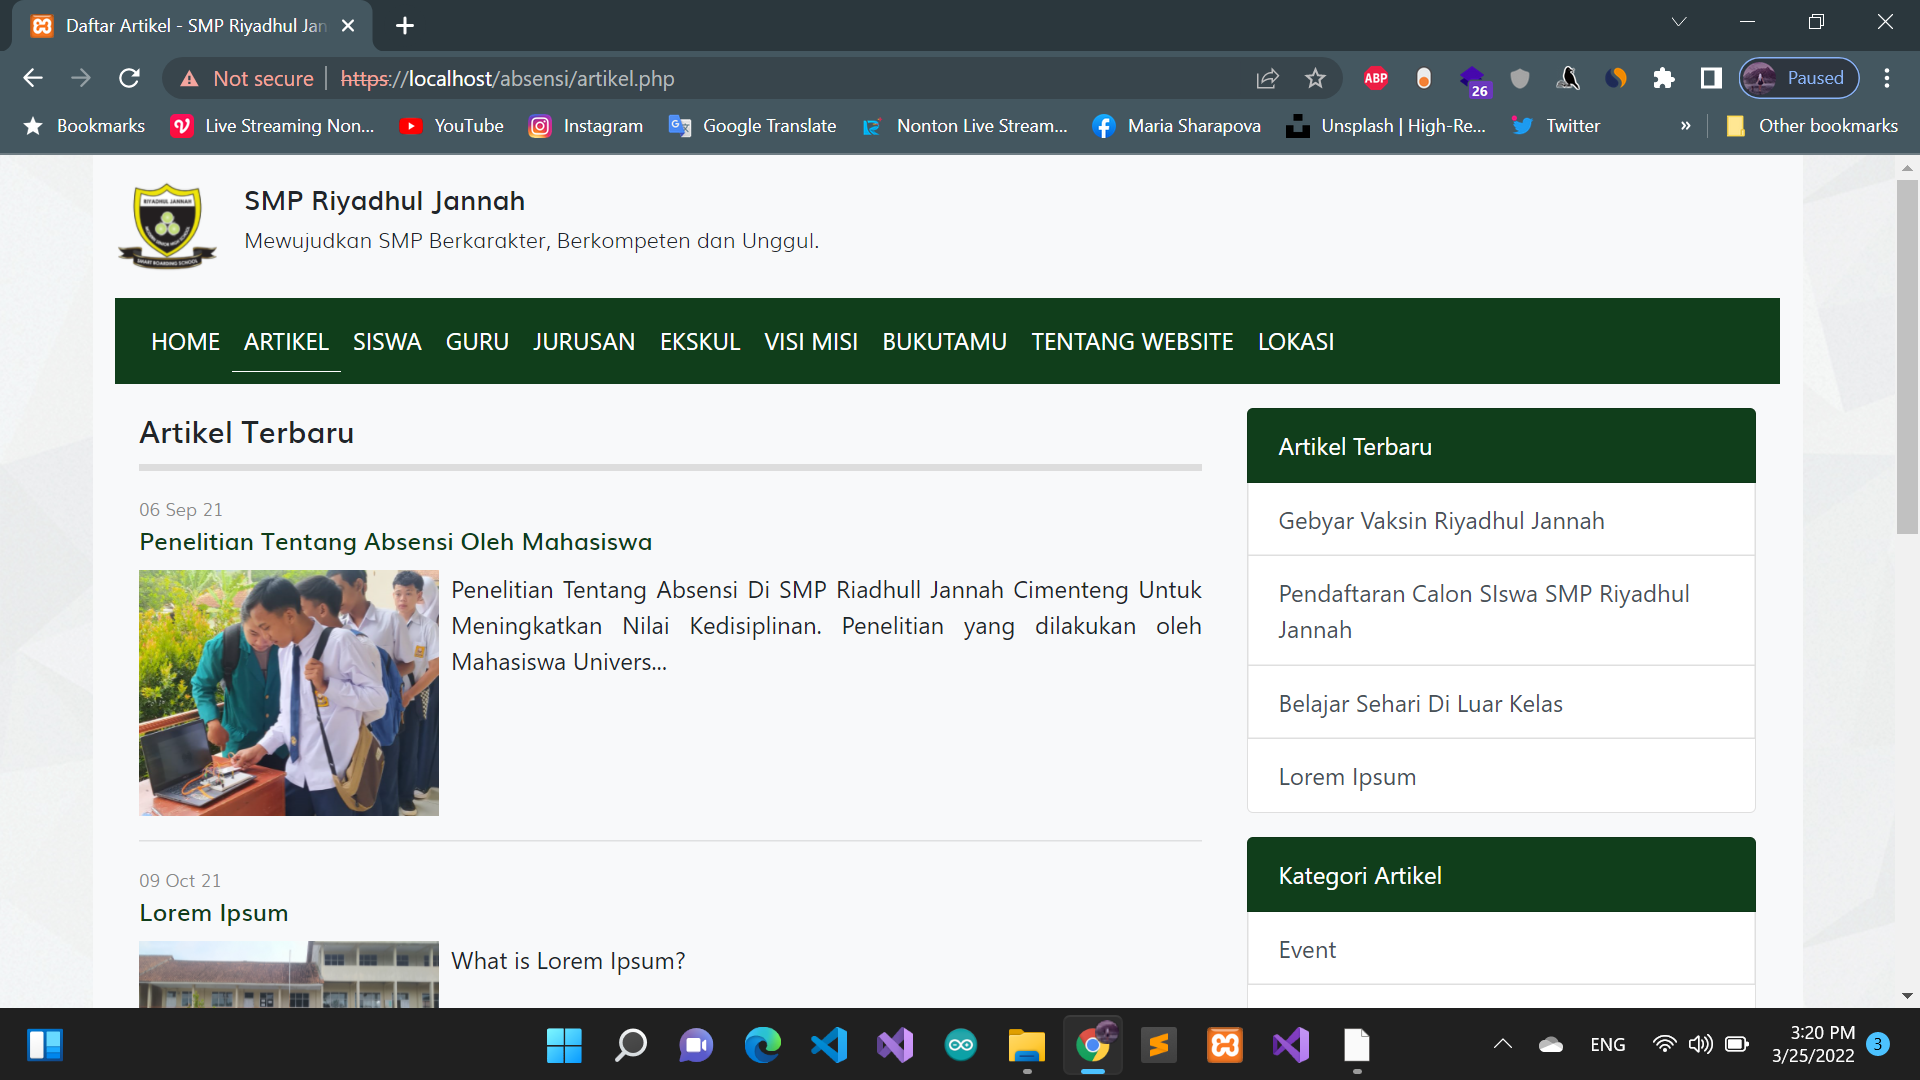 Daftar Artikel - SMP Riyadhul Jan
Not secure
https://localhost/absensi/artikel.php
ABP
26
Paused
Bookmarks
Live Streaming Non...
YouTube
Instagram
Google Translate
Nonton Live Stream...
Maria Sharapova
Unsplash | High-Re...
Twitter
»
Other bookmarks
RIYADHUL JANNAH
SMART BOARDING SCHOOL
SMP Riyadhul Jannah
Mewujudkan SMP Berkarakter, Berkompeten dan Unggul.
HOME ARTIKEL SISWA GURU JURUSAN EKSKUL VISI MISI BUKUTAMU TENTANG WEBSITE LOKASI
Artikel Terbaru
06 Sep 21
Penelitian Tentang Absensi Oleh Mahasiswa
Penelitian Tentang Absensi Di SMP Riadhull Jannah Cimenteng Untuk
Meningkatkan Nilai Kedisiplinan. Penelitian yang dilakukan oleh
Mahasiswa Univers...
09 Oct 21
Lorem Ipsum
What is Lorem Ipsum?
Artikel Terbaru
Gebyar Vaksin Riyadhul Jannah
Pendaftaran Calon SIswa SMP Riyadhul
Jannah
Belajar Sehari Di Luar Kelas
Lorem Ipsum
Kategori Artikel
Event
ENG
3:20 PM
3/25/2022
3